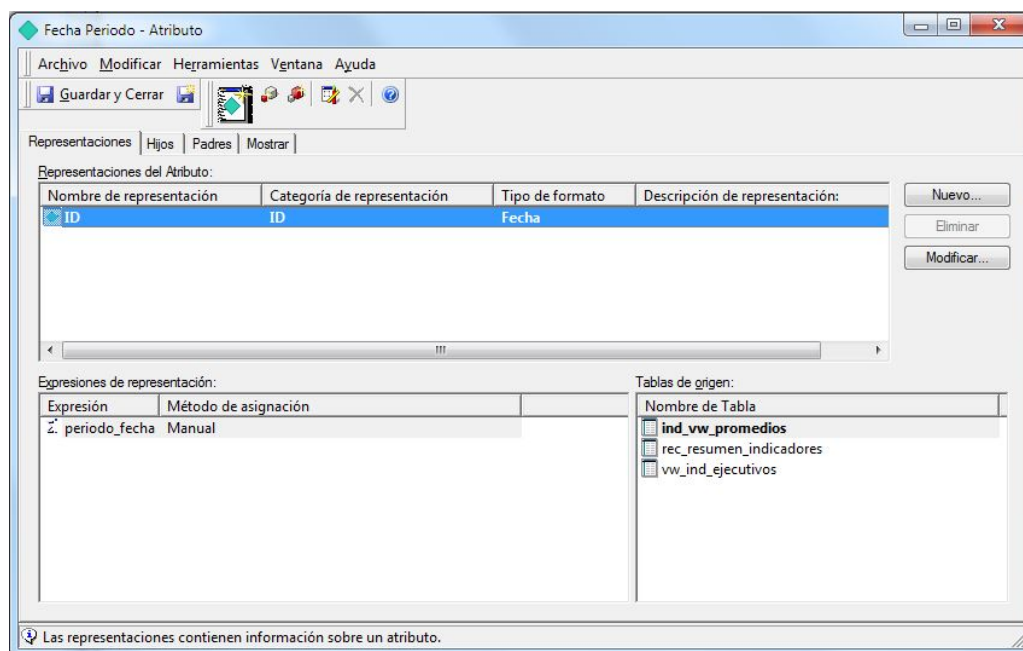 Fecha Periodo - Atributo
Archivo Modificar Herramientas Ventana Ayuda
Guardar y Cerrar
Representaciones Hijos Padres Mostrar
Representaciones del Atributo:
Nombre de representación Categoría de representación Tipo de formato Descripción de representación:
ID ID Fecha
Nuevo...
Eliminar
Modificar...
Expresiones de representación: Tablas de origen:
Expresión Método de asignación Nombre de Tabla
periodo_fecha Manual ind_vw_promedios
rec_resumen_indicadores
vw_ind_ejecutivos
Las representaciones contienen información sobre un atributo.